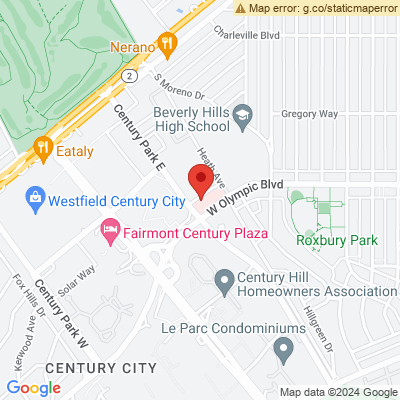 Map error: g.co/staticmaperror
Charleville Blvd
Nerano
2
S Moreno Dr
Beverly Hills
High School
Gregory Way
Century Park E
Heath Ave
Eataly
W Olympic Blvd
Westfield Century City
Fairmont Century Plaza
Roxbury Park
Solar Way
Century Hill
Homeowners Association
Fox Hills Dr
Kerwood Ave
Century Park W
Le Parc Condominiums
Hillgreen Dr
CENTURY CITY
Google
Map data ©2024 Google